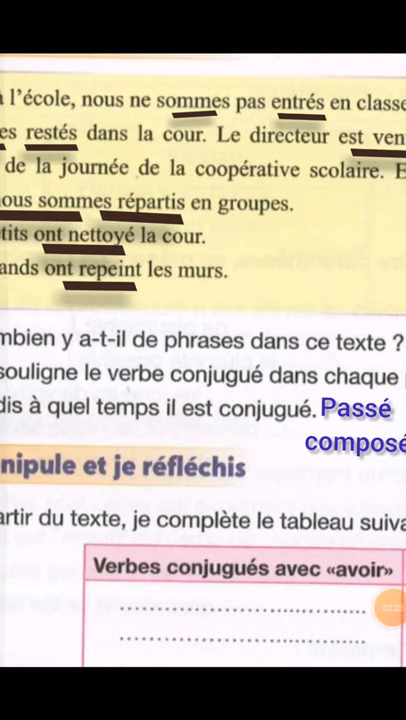 à l'école, nous ne sommes pas entrés en classe
es restés dans la cour. Le directeur est ven
de la journée de la coopérative scolaire. E
ous sommes répartis en groupes.
tits ont nettoyé la cour.
ands ont repeint les murs.
mbien y a-t-il de phrases dans ce texte ?
souligne le verbe conjugué dans chaque
dis à quel temps il est conjugué. Passé
composé
nipule et je réfléchis
artir du texte, je complète le tableau suiva
Verbes conjugués avec «avoir»
02:23